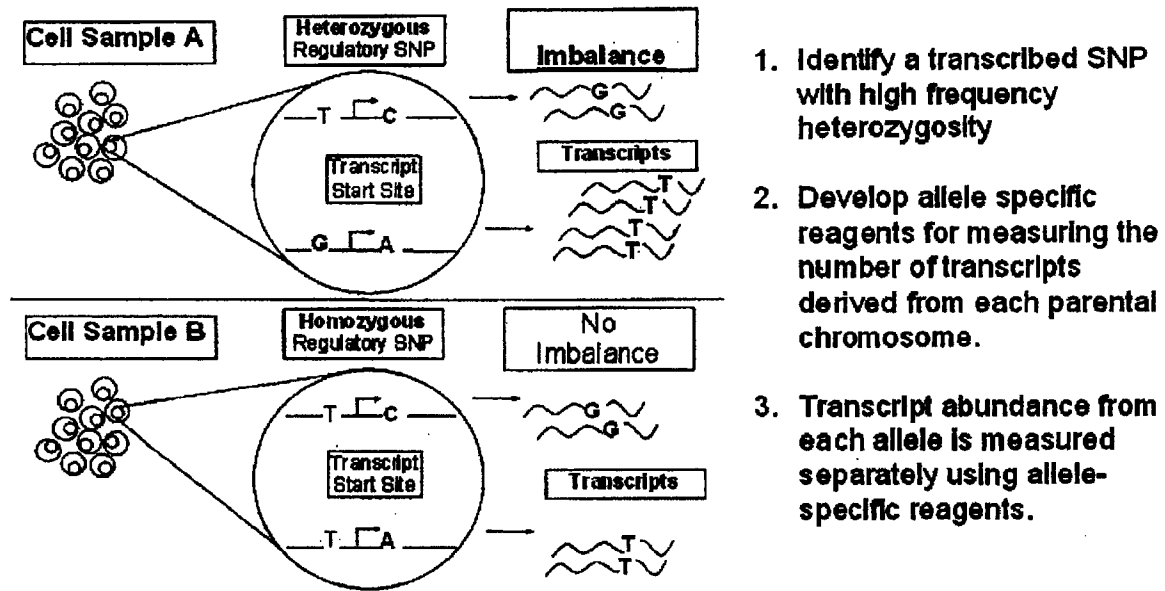 Cell Sample A
Heterozygous
Regulatory SNP
Imbalance
T C
G
G
Transcript
Start Site
Transcripts
T
T
G A
T
T
Cell Sample B
Homozygous
Regulatory SNP
No
Imbalance
T C
G
G
Transcript
Start Site
Transcripts
T A
T
T
1. Identify a transcribed SNP
with high frequency
heterozygosity
2. Develop allele specific
reagents for measuring the
number of transcripts
derived from each parental
chromosome.
3. Transcript abundance from
each allele is measured
separately using allele-
specific reagents.